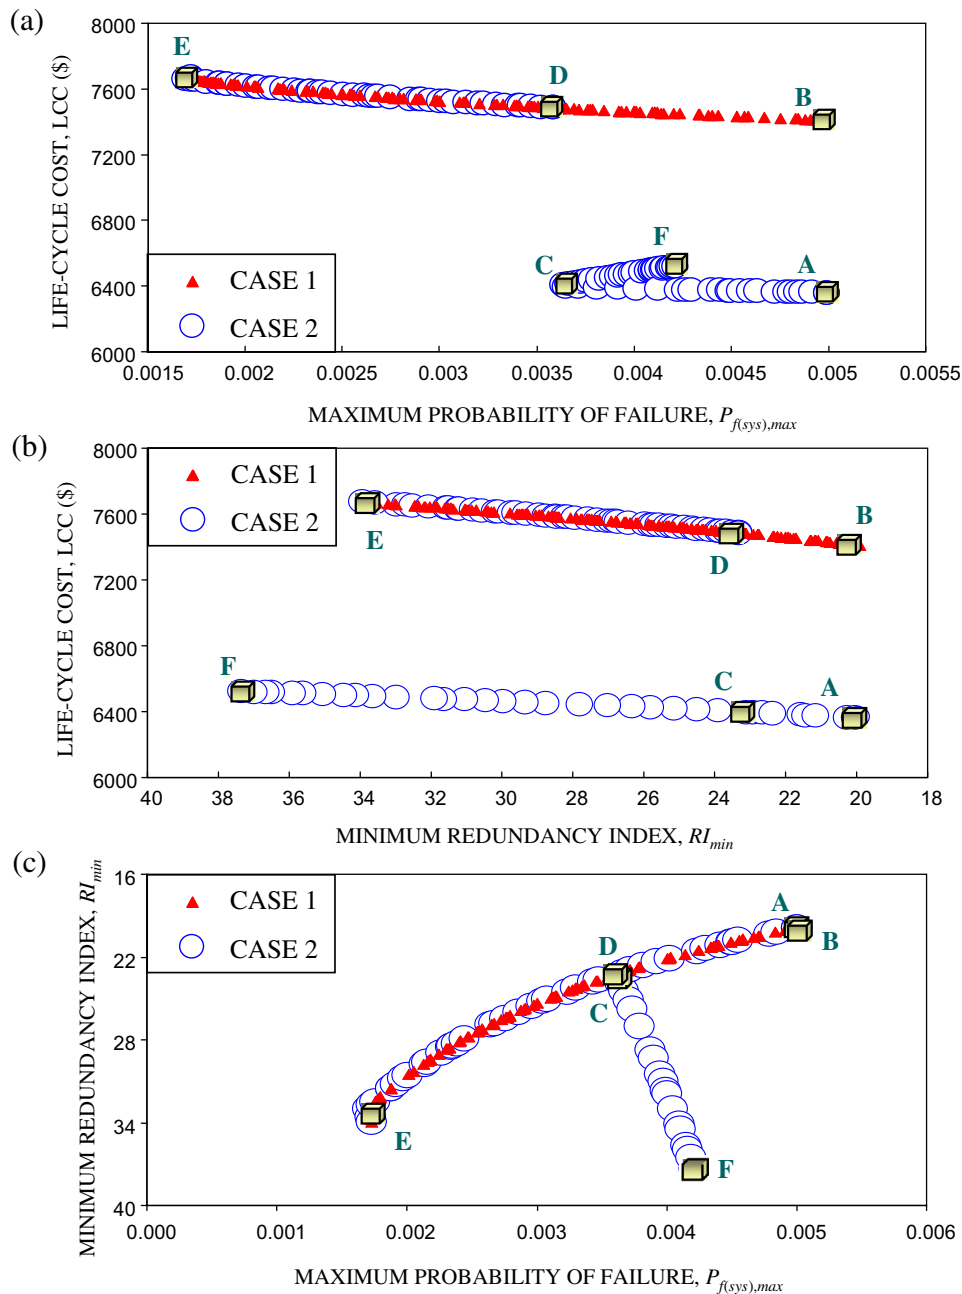 (a)
8000
7600
7200
6800
6400
6000
LIFE-CYCLE COST, LCC ($)
E
D
B
F
C
A
CASE 1
CASE 2
0.0015 0.002 0.0025 0.003 0.0035 0.004 0.0045 0.005 0.0055
MAXIMUM PROBABILITY OF FAILURE, Pf(sys),max
(b)
8000
7600
7200
6800
6400
6000
LIFE-CYCLE COST, LCC ($)
CASE 1
CASE 2
E
D
B
F
C
A
40 38 36 34 32 30 28 26 24 22 20 18
MINIMUM REDUNDANCY INDEX, RImin
(c)
16
22
28
34
40
MINIMUM REDUNDANCY INDEX, RImin
CASE 1
CASE 2
A
B
D
C
E
F
0.000 0.001 0.002 0.003 0.004 0.005 0.006
MAXIMUM PROBABILITY OF FAILURE, Pf(sys),max